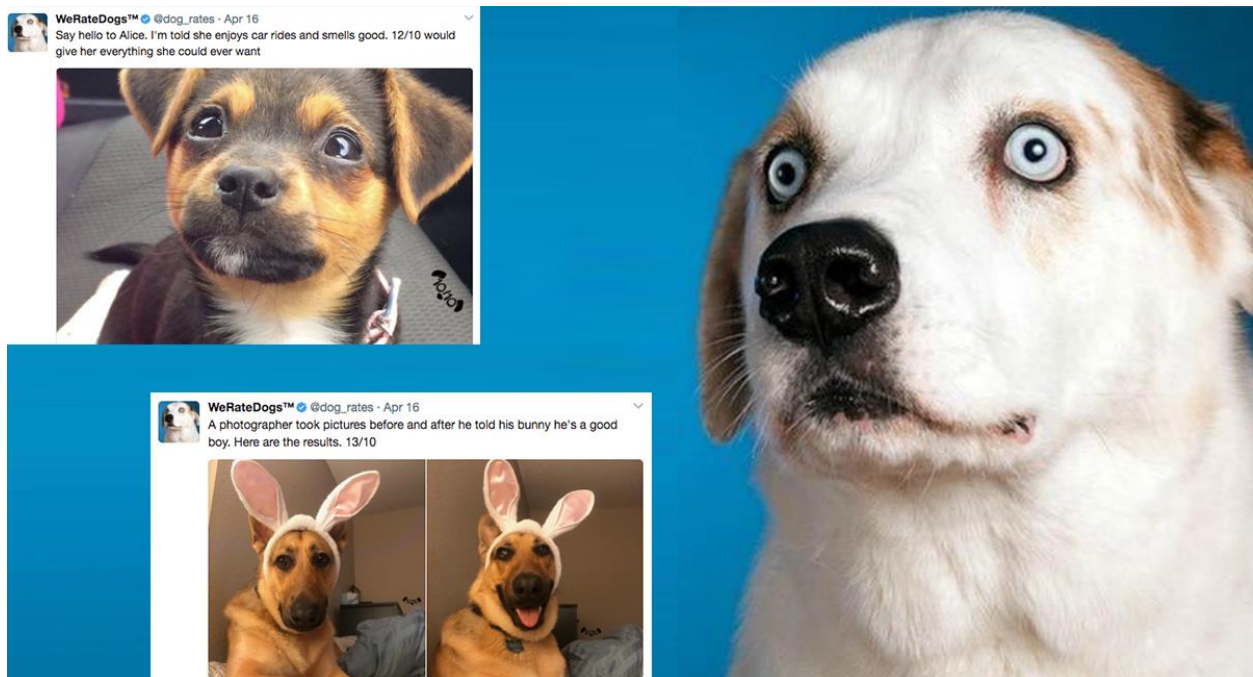 WeRateDogs™ @dog_rates · Apr 16
Say hello to Alice. I'm told she enjoys car rides and smells good. 12/10 would
give her everything she could ever want
10/10
WeRateDogs™ @dog_rates · Apr 16
A photographer took pictures before and after he told his bunny he's a good
boy. Here are the results. 13/10